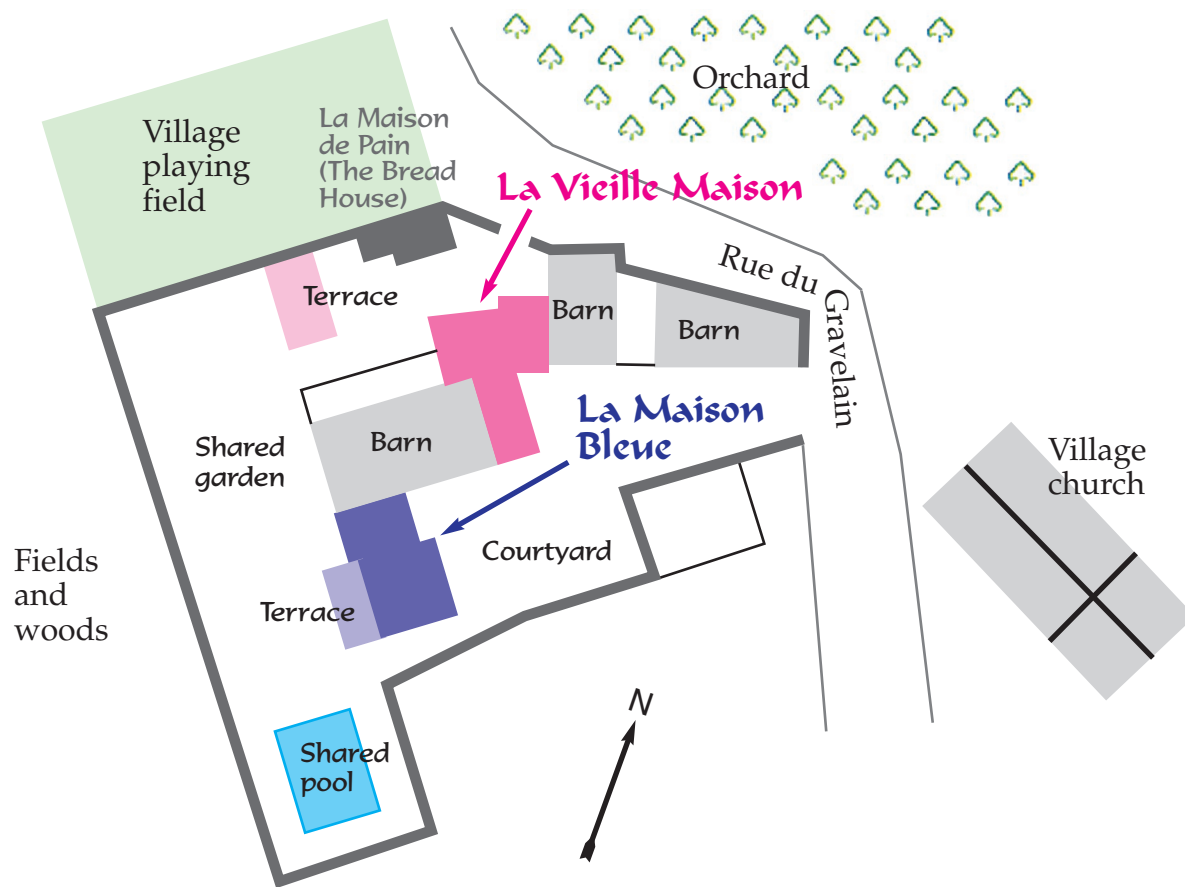 Orchard
Village
playing
field
La Maison
de Pain
(The Bread
House)
La Vieille Maison
Rue du Gravelain
Terrace
Barn
Barn
La Maison
Bleue
Barn
Shared
garden
Village
church
Courtyard
Fields
and
woods
Terrace
N
Shared
pool